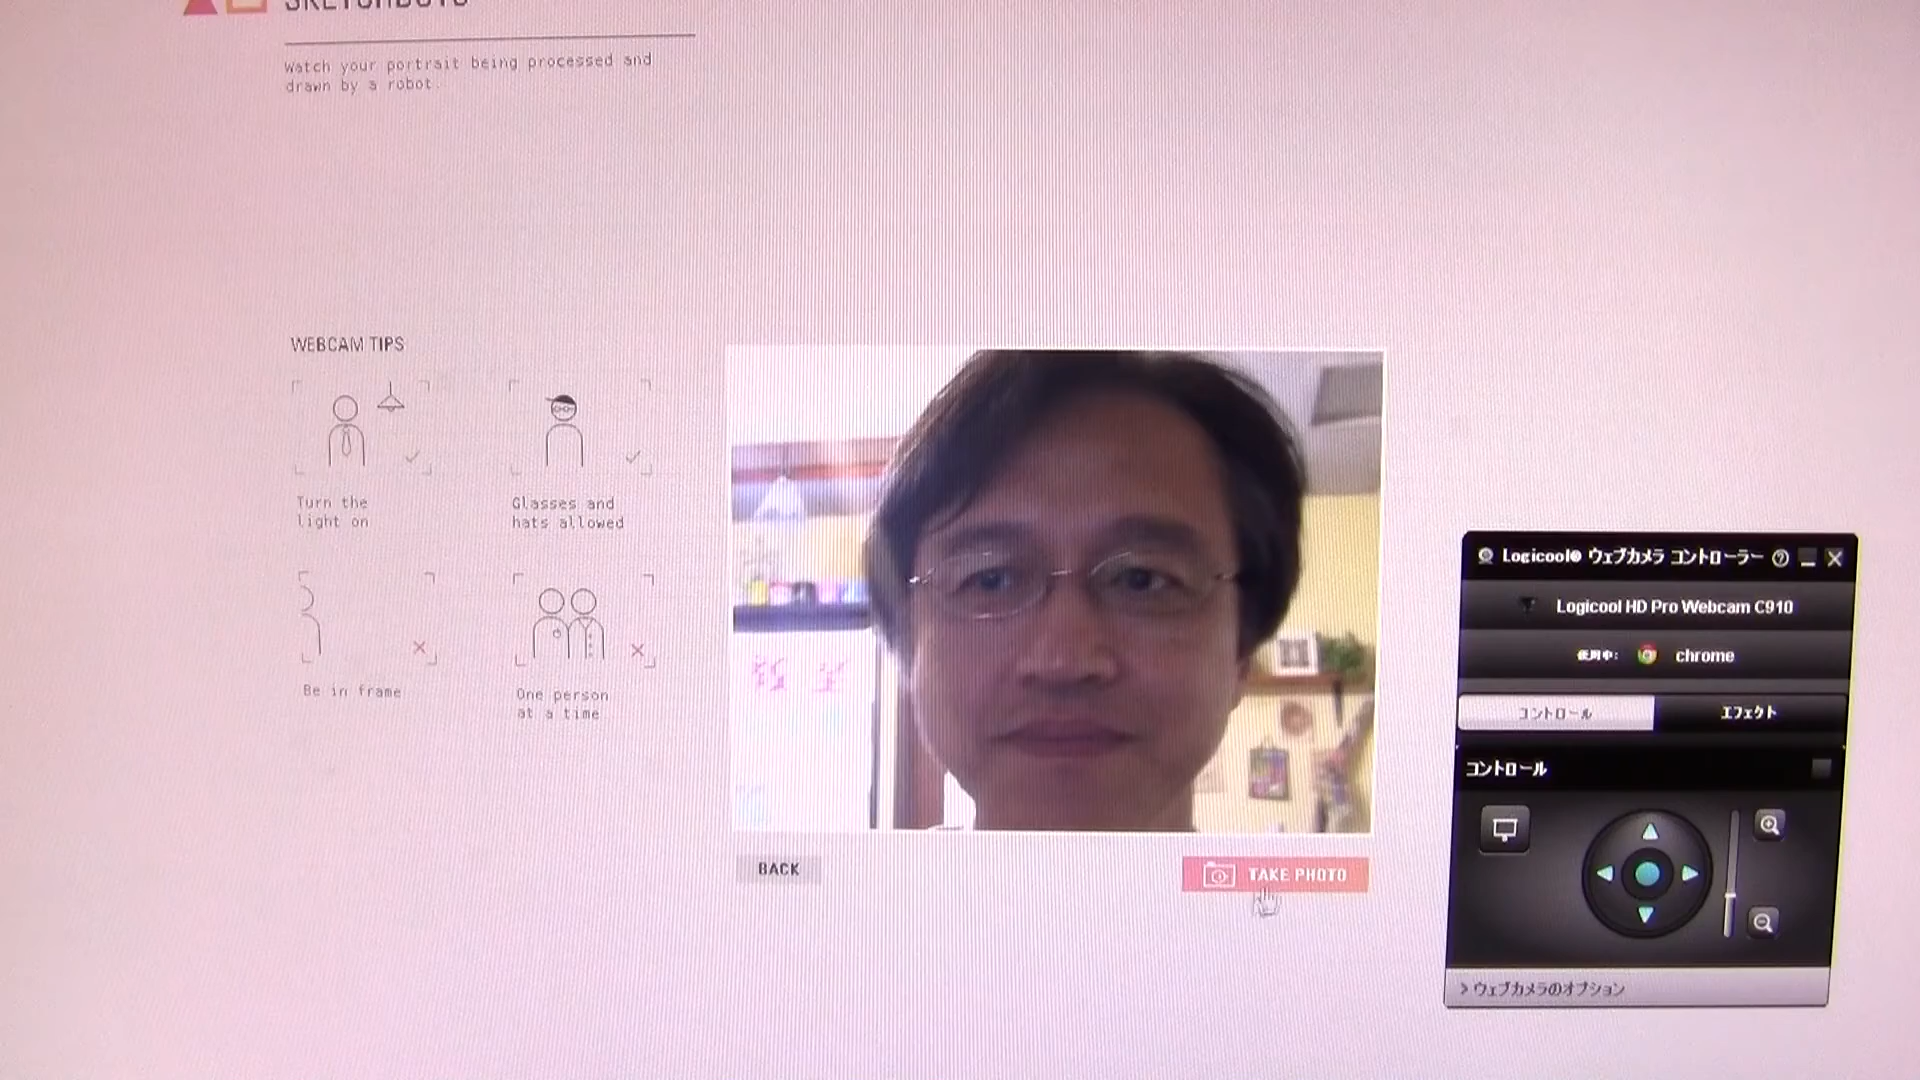 SKETCHBOTS
Watch your portrait being processed and
drawn by a robot.
WEBCAM TIPS
Turn the
light on
Glasses and
hats allowed
Be in frame
One person
at a time
BACK
TAKE PHOTO
Logicool® ウェブカメラ コントローラー
Logicool HD Pro Webcam C910
使用中: chrome
コントロール
エフェクト
コントロール
> ウェブカメラのオプション